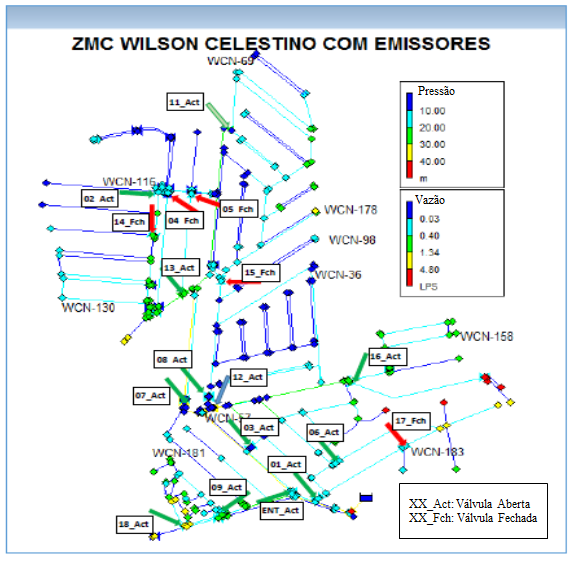 ZMC WILSON CELESTINO COM EMISSORES
WCN-69
Pressão
10.00
20.00
30.00
40.00
m
11_Act
Vazão
0.03
0.40
1.34
4.80
LPS
WCN-116
02_Act
05_Fch
14_Fch
04_Fch
WCN-178
WCN-98
13_Act
15_Fch
WCN-36
WCN-130
WCN-158
08_Act
16_Act
12_Act
07_Act
WCN-57
03_Act
06_Act
17_Fch
WCN-181
WCN-183
01_Act
09_Act
ENT_Act
18_Act
XX_Act: Válvula Aberta
XX_Fch: Válvula Fechada